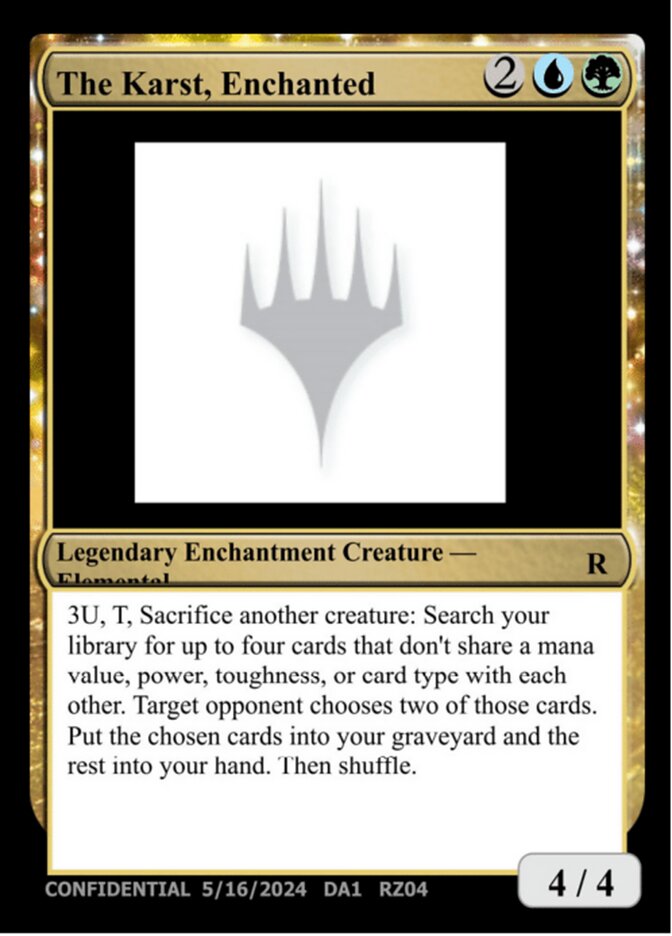 The Karst, Enchanted 2
Legendary Enchantment Creature —
Elemental
R
3U, T, Sacrifice another creature: Search your
library for up to four cards that don't share a mana
value, power, toughness, or card type with each
other. Target opponent chooses two of those cards.
Put the chosen cards into your graveyard and the
rest into your hand. Then shuffle.
CONFIDENTIAL 5/16/2024 DA1 RZ04
4 / 4